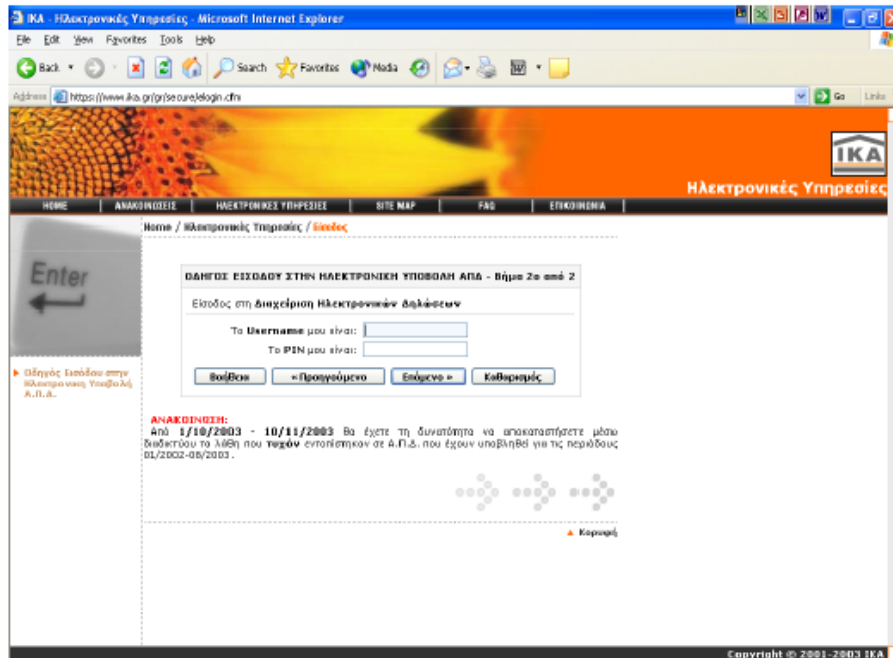 IKA - Ηλεκτρονικές Υπηρεσίες - Microsoft Internet Explorer
File Edit View Favorites Tools Help
Back Search Favorites Media
Address https://www.ika.gr/gr/secure/elogin.cfm Go Links
IKA
Ηλεκτρονικές Υπηρεσίες
HOME ΑΝΑΚΟΙΝΩΣΕΙΣ ΗΛΕΚΤΡΟΝΙΚΕΣ ΥΠΗΡΕΣΙΕΣ SITE MAP FAQ ΕΠΙΚΟΙΝΩΝΙΑ
Home / Ηλεκτρονικές Υπηρεσίες / Είσοδος
Enter
ΟΔΗΓΟΣ ΕΙΣΟΔΟΥ ΣΤΗΝ ΗΛΕΚΤΡΟΝΙΚΗ ΥΠΟΒΟΛΗ ΑΠΔ - Βήμα 2ο από 2
Είσοδος στη Διαχείριση Ηλεκτρονικών Δηλώσεων
Το Username μου είναι:
Το PIN μου είναι:
Βοήθεια « Προηγούμενο Επόμενο » Καθαρισμός
Οδηγός Εισόδου στην
Ηλεκτρονική Υποβολή
Α.Π.Δ.
ΑΝΑΚΟΙΝΩΣΗ:
Από 1/10/2003 - 10/11/2003 θα έχετε τη δυνατότητα να αποκαταστήσετε μέσω
διαδικτύου τα λάθη που τυχόν εντοπίστηκαν σε Α.Π.Δ. που έχουν υποβληθεί για τις περιόδους
01/2002-06/2003.
Κορυφή
Copyright © 2001-2003 IKA